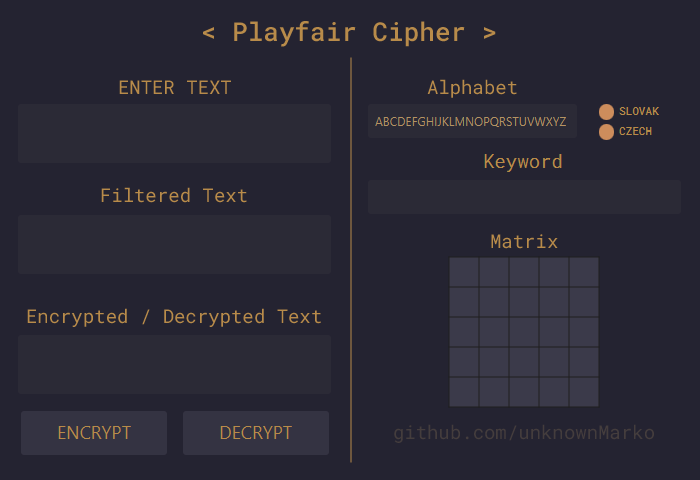 < Playfair Cipher >
ENTER TEXT
Filtered Text
Encrypted / Decrypted Text
ENCRYPT
DECRYPT
Alphabet
ABCDEFGHIJKLMNOPQRSTUVWXYZ
SLOVAK
CZECH
Keyword
Matrix
github.com/unknownMarko